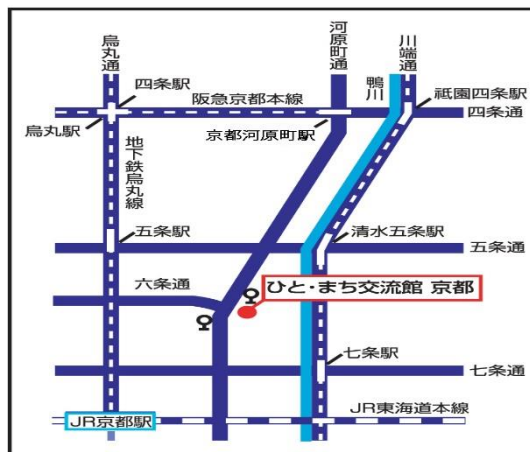 烏丸通
河原町通
鴨川
川端通
四条駅
阪急京都本線
祇園四条駅
四条通
烏丸駅
京都河原町駅
地下鉄烏丸線
五条駅
清水五条駅
五条通
六条通
ひと・まち交流館 京都
七条駅
七条通
JR京都駅
JR東海道本線